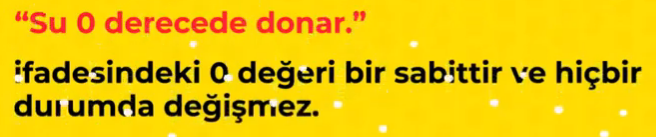 “Su 0 derecede donar.”
ifadesindeki 0 değeri bir sabittir ve hiçbir
durumda değişmez.